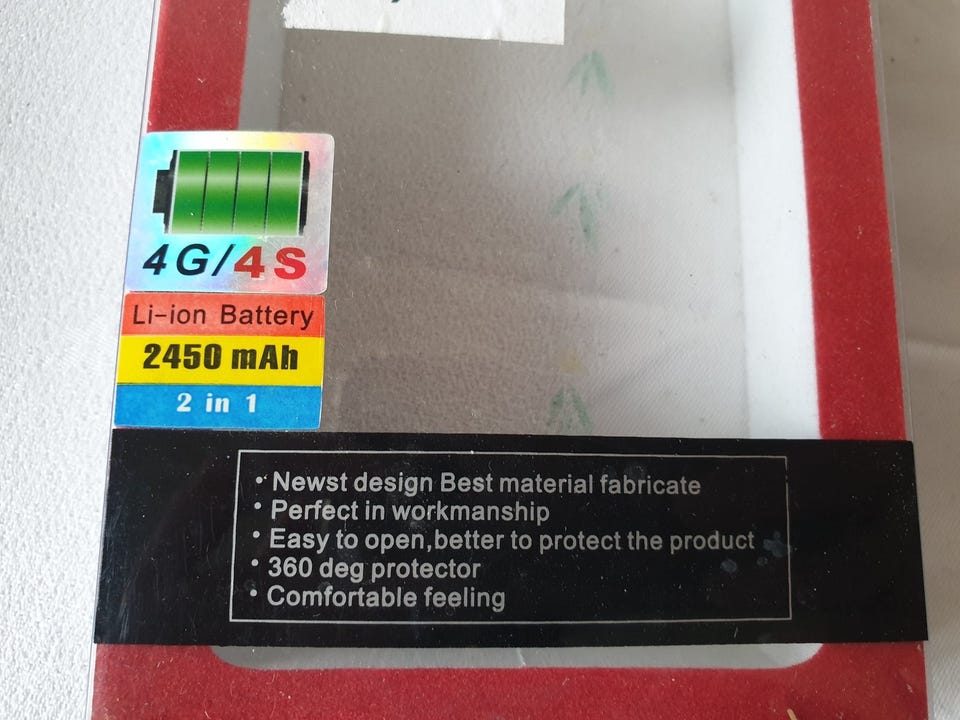 4G/4S
Li-ion Battery
2450 mAh
2 in 1
• Newst design Best material fabricate
• Perfect in workmanship
• Easy to open,better to protect the product
• 360 deg protector
• Comfortable feeling